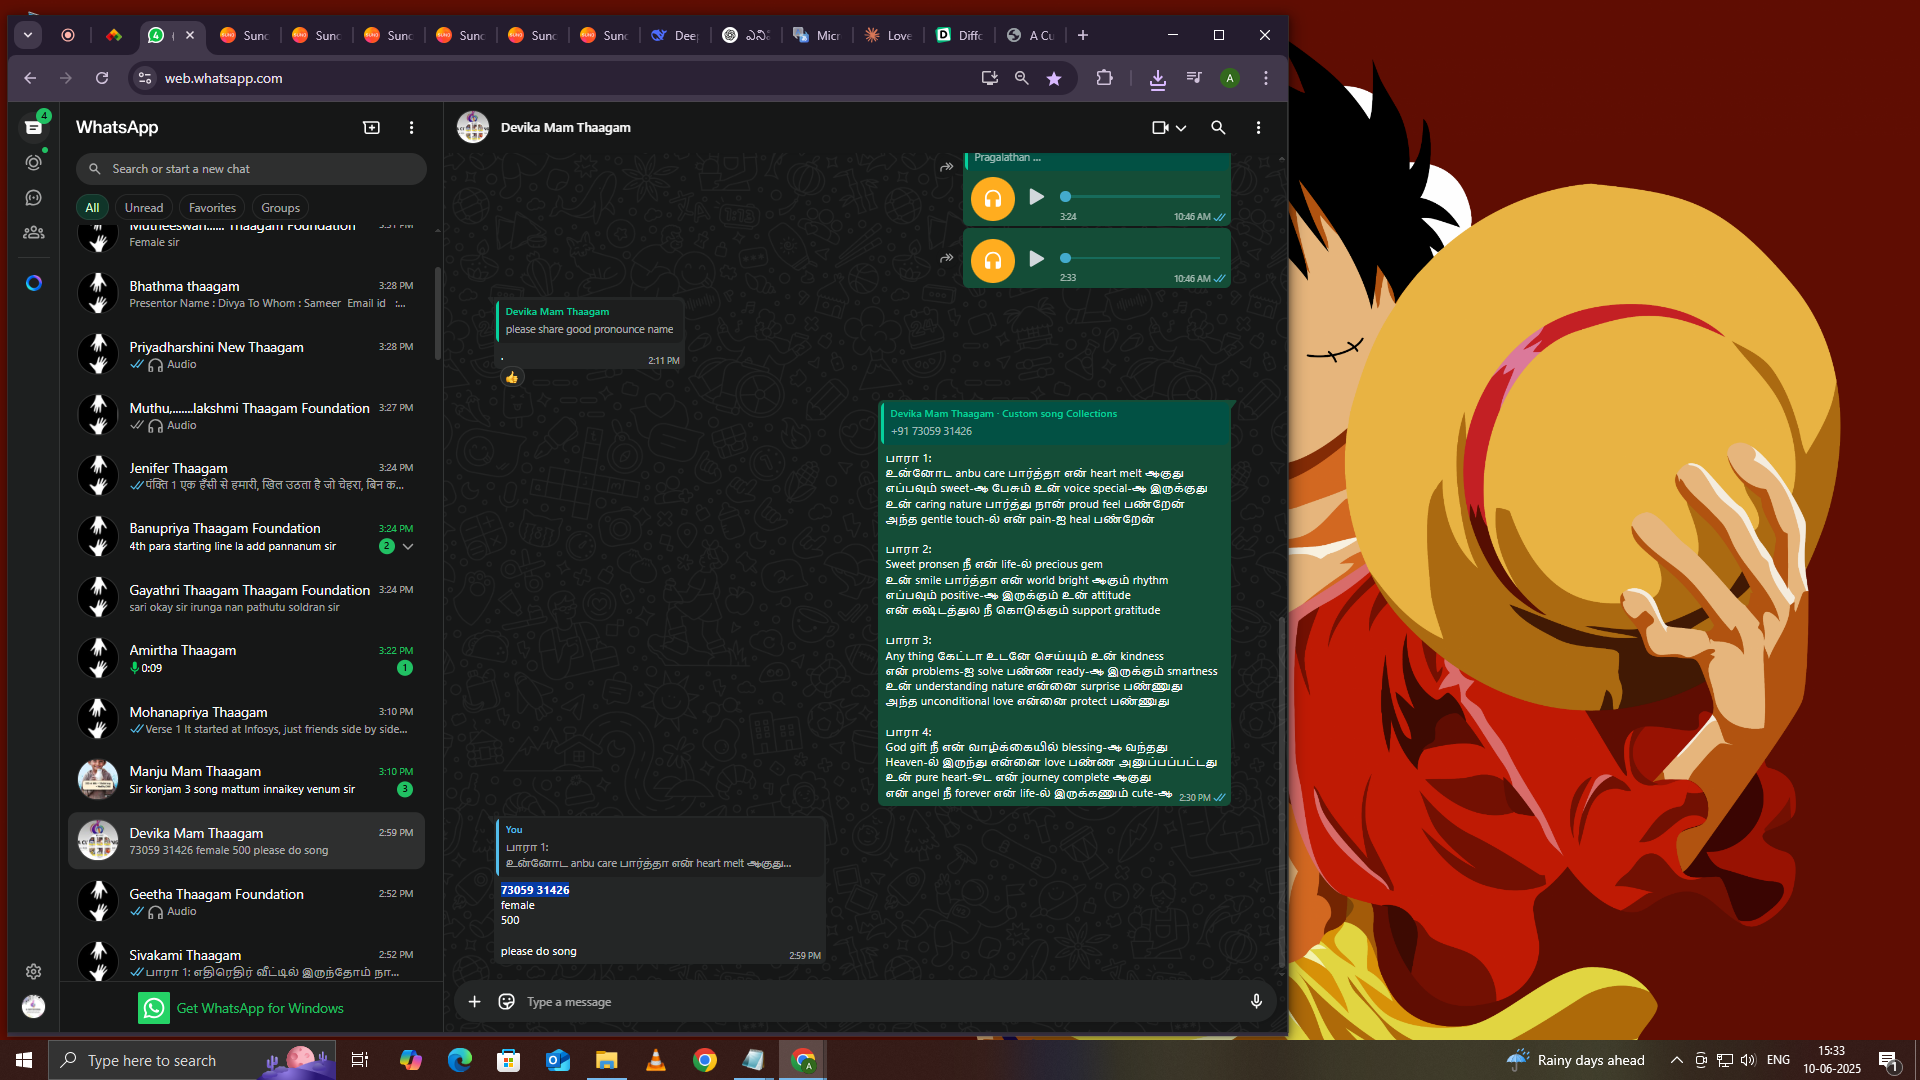 4
(
Sunc
Sunc
Sunc
Sunc
Sunc
Sunc
Deep
Micr
Love
Diffc
A Cu
web.whatsapp.com
A
4
WhatsApp
Search or start a new chat
All
Unread
Favorites
Groups
Mutheeswari...... Thaagam Foundation 3:31 PM
Female sir
Bhathma thaagam 3:28 PM
Presentor Name : Divya To Whom : Sameer Email id :...
Priyadharshini New Thaagam 3:28 PM
Audio
Muthu,.......lakshmi Thaagam Foundation 3:27 PM
Audio
Jenifer Thaagam 3:24 PM
पंक्ति 1 एक हँसी से हमारी, खिल उठता है जो चेहरा, बिन क...
Banupriya Thaagam Foundation 3:24 PM
4th para starting line la add pannanum sir 2
Gayathri Thaagam Thaagam Foundation 3:24 PM
sari okay sir irunga nan pathutu soldran sir
Amirtha Thaagam 3:22 PM
0:09 1
Mohanapriya Thaagam 3:10 PM
Verse 1 It started at Infosys, just friends side by side...
Manju Mam Thaagam 3:10 PM
Sir konjam 3 song mattum innaikey venum sir 3
Devika Mam Thaagam 2:59 PM
73059 31426 female 500 please do song
Geetha Thaagam Foundation 2:52 PM
Audio
Sivakami Thaagam 2:52 PM
பாரா 1: எதிரெதிர் வீட்டில் இருந்தோம் நா...
Get WhatsApp for Windows
Devika Mam Thaagam
Pragalathan ...
3:24 10:46 AM
2:33 10:46 AM
Devika Mam Thaagam
please share good pronounce name
. 2:11 PM
Devika Mam Thaagam · Custom song Collections
+91 73059 31426
பாரா 1:
உன்னோட anbu care பார்த்தா என் heart melt ஆகுது
எப்பவும் sweet-ஆ பேசும் உன் voice special-ஆ இருக்குது
உன் caring nature பார்த்து நான் proud feel பண்றேன்
அந்த gentle touch-ல் என் pain-ஐ heal பண்றேன்
பாரா 2:
Sweet pronsen நீ என் life-ல் precious gem
உன் smile பார்த்தா என் world bright ஆகும் rhythm
எப்பவும் positive-ஆ இருக்கும் உன் attitude
என் கஷ்டத்துல நீ கொடுக்கும் support gratitude
பாரா 3:
Any thing கேட்டா உடனே செய்யும் உன் kindness
என் problems-ஐ solve பண்ண ready-ஆ இருக்கும் smartness
உன் understanding nature என்னை surprise பண்ணுது
அந்த unconditional love என்னை protect பண்ணுது
பாரா 4:
God gift நீ என் வாழ்க்கையில் blessing-ஆ வந்தது
Heaven-ல் இருந்து என்னை love பண்ண அனுப்பப்பட்டது
உன் pure heart-ஒட என் journey complete ஆகுது
என் angel நீ forever என் life-ல் இருக்கணும் cute-ஆ 2:30 PM
You
பாரா 1:
உன்னோட anbu care பார்த்தா என் heart melt ஆகுது...
73059 31426
female
500
please do song
2:59 PM
Type a message
Type here to search
A
Rainy days ahead
ENG
15:33
10-06-2025
1